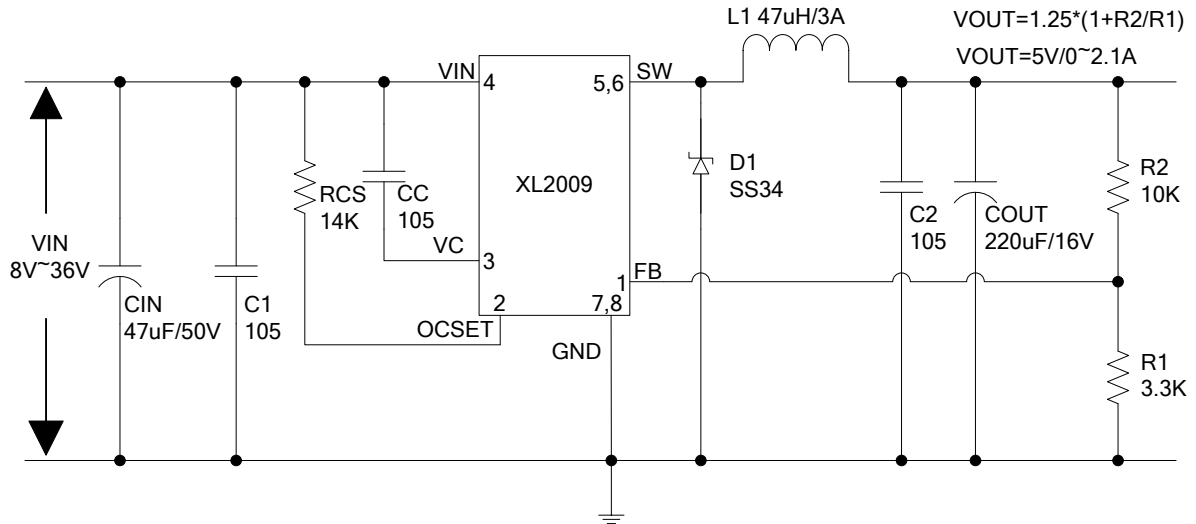 L1 47uH/3A
VOUT=1.25*(1+R2/R1)
VOUT=5V/0~2.1A
VIN
4
5,6
SW
XL2009
RCS
14K
CC
105
D1
SS34
R2
10K
C2
105
COUT
220uF/16V
VIN
8V~36V
VC
3
1
FB
CIN
47uF/50V
C1
105
2
7,8
OCSET
GND
R1
3.3K